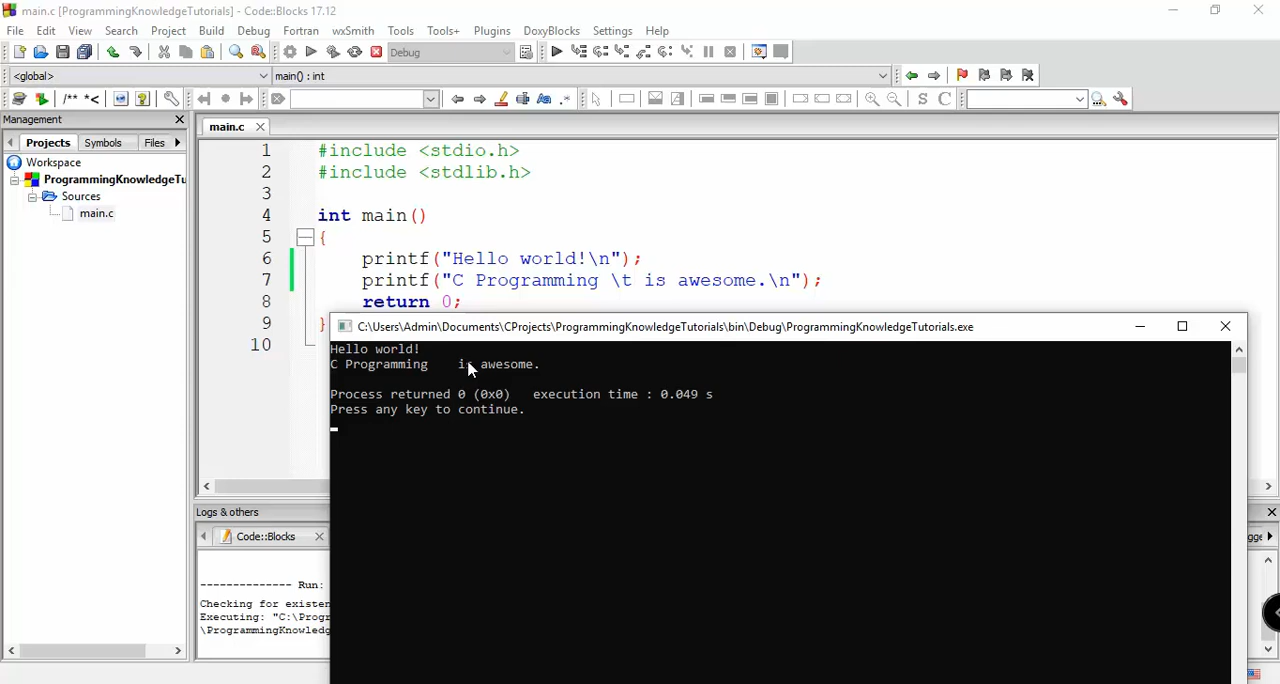 main.c [ProgrammingKnowledgeTutorials] - Code::Blocks 17.12
File Edit View Search Project Build Debug Fortran wxSmith Tools Tools+ Plugins DoxyBlocks Settings Help
Debug
<global> main() : int
/** *<
Management
Projects Symbols Files
Workspace
ProgrammingKnowledgeTu
Sources
main.c
main.c
1 #include <stdio.h>
2 #include <stdlib.h>
3
4 int main()
5 {
6 printf("Hello world!\n");
7 printf("C Programming \t is awesome.\n");
8 return 0;
9 }
10
C:\Users\Admin\Documents\CProjects\ProgrammingKnowledgeTutorials\bin\Debug\ProgrammingKnowledgeTutorials.exe
Hello world!
C Programming    is awesome.
Process returned 0 (0x0)   execution time : 0.049 s
Press any key to continue.
Logs & others
Code::Blocks
-------------- Run:
Checking for existen
Executing: "C:\Progr
\ProgrammingKnowledg